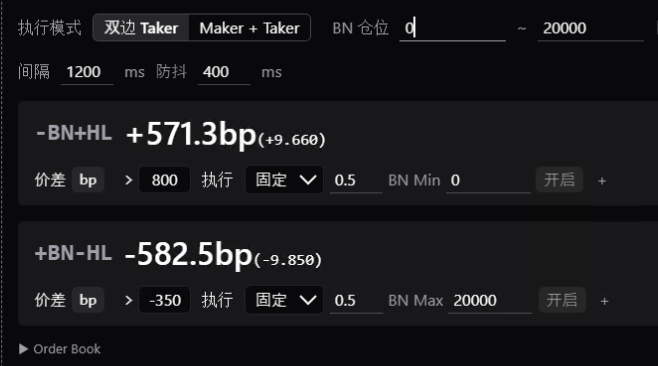 执行模式 双边 Taker Maker + Taker BN 仓位 0 ~ 20000
间隔 1200 ms 防抖 400 ms
-BN+HL +571.3bp(+9.660)
价差 bp > 800 执行 固定 0.5 BN Min 0 开启 +
+BN-HL -582.5bp(-9.850)
价差 bp > -350 执行 固定 0.5 BN Max 20000 开启 +
▶ Order Book